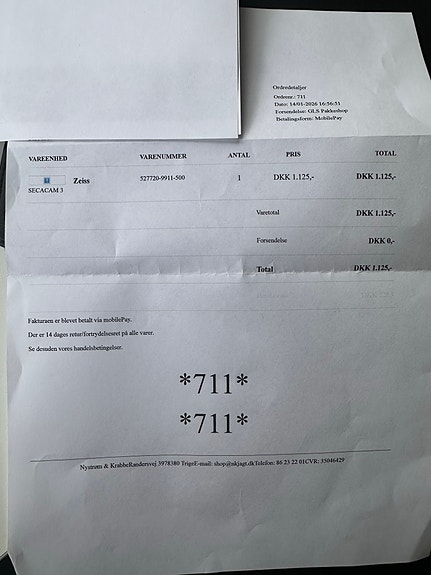 Ordredetaljer
Ordrenr.: 711
Dato: 14/01-2026 16:56:51
Forsendelse: GLS Pakkeshop
Betalingsform: MobilePay
VAREENHED VARENUMMER ANTAL PRIS TOTAL
Zeiss 527720-9911-500 1 DKK 1.125,- DKK 1.125,-
SECACAM 3
Varetotal DKK 1.125,-
Forsendelse DKK 0,-
Total DKK 1.125,-
Fakturaen er blevet betalt via mobilePay.
Der er 14 dages retur/fortrydelsesret på alle varer.
Se desuden vores handelsbetingelser.
*711*
*711*
Nystrøm & KrabbeRandersvej 3978380 TrigeE-mail: shop@nkjagt.dkTelefon: 86 23 22 01CVR: 35046429